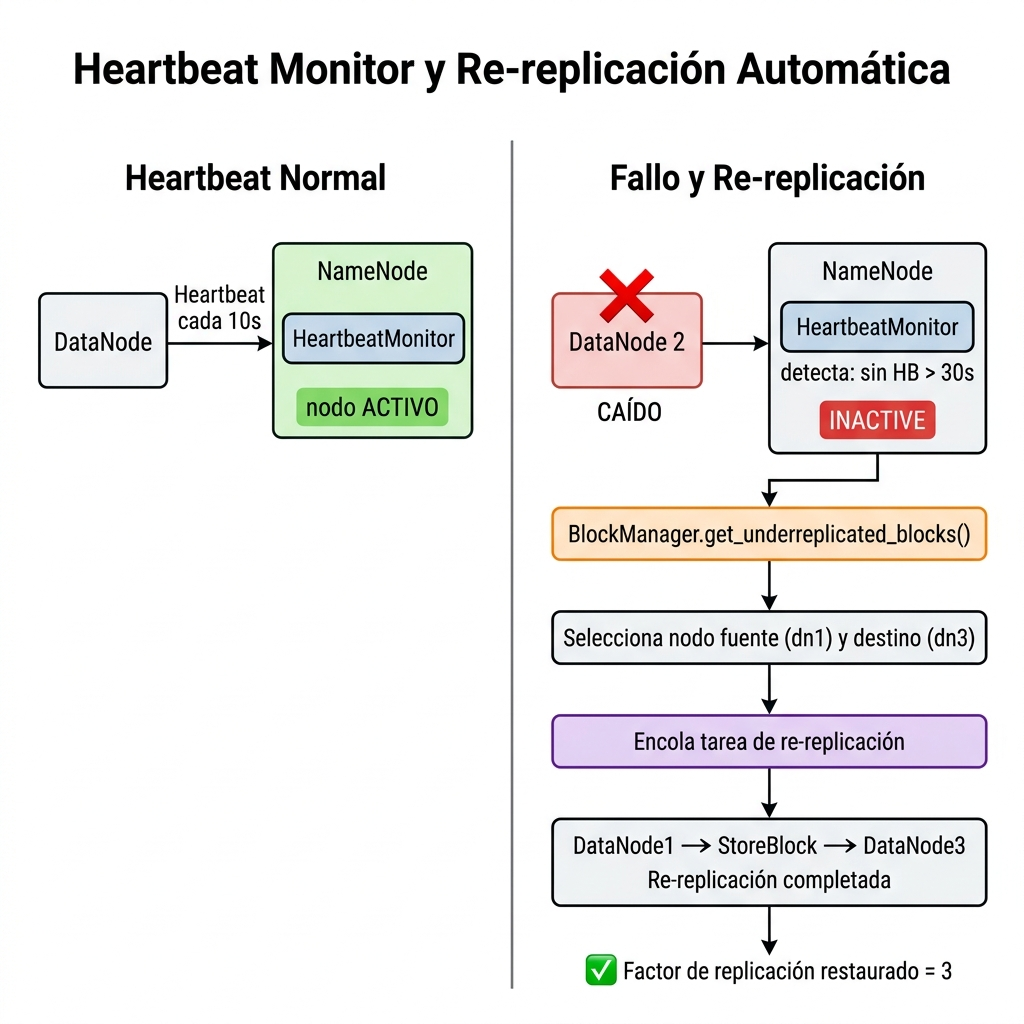 Heartbeat Monitor y Re-replicación Automática
Heartbeat Normal
DataNode
Heartbeat
cada 10s
NameNode
HeartbeatMonitor
nodo ACTIVO
Fallo y Re-replicación
DataNode 2
CAÍDO
NameNode
HeartbeatMonitor
detecta: sin HB > 30s
INACTIVE
BlockManager.get_underreplicated_blocks()
Selecciona nodo fuente (dn1) y destino (dn3)
Encola tarea de re-replicación
DataNode1 → StoreBlock → DataNode3
Re-replicación completada
✅ Factor de replicación restaurado = 3